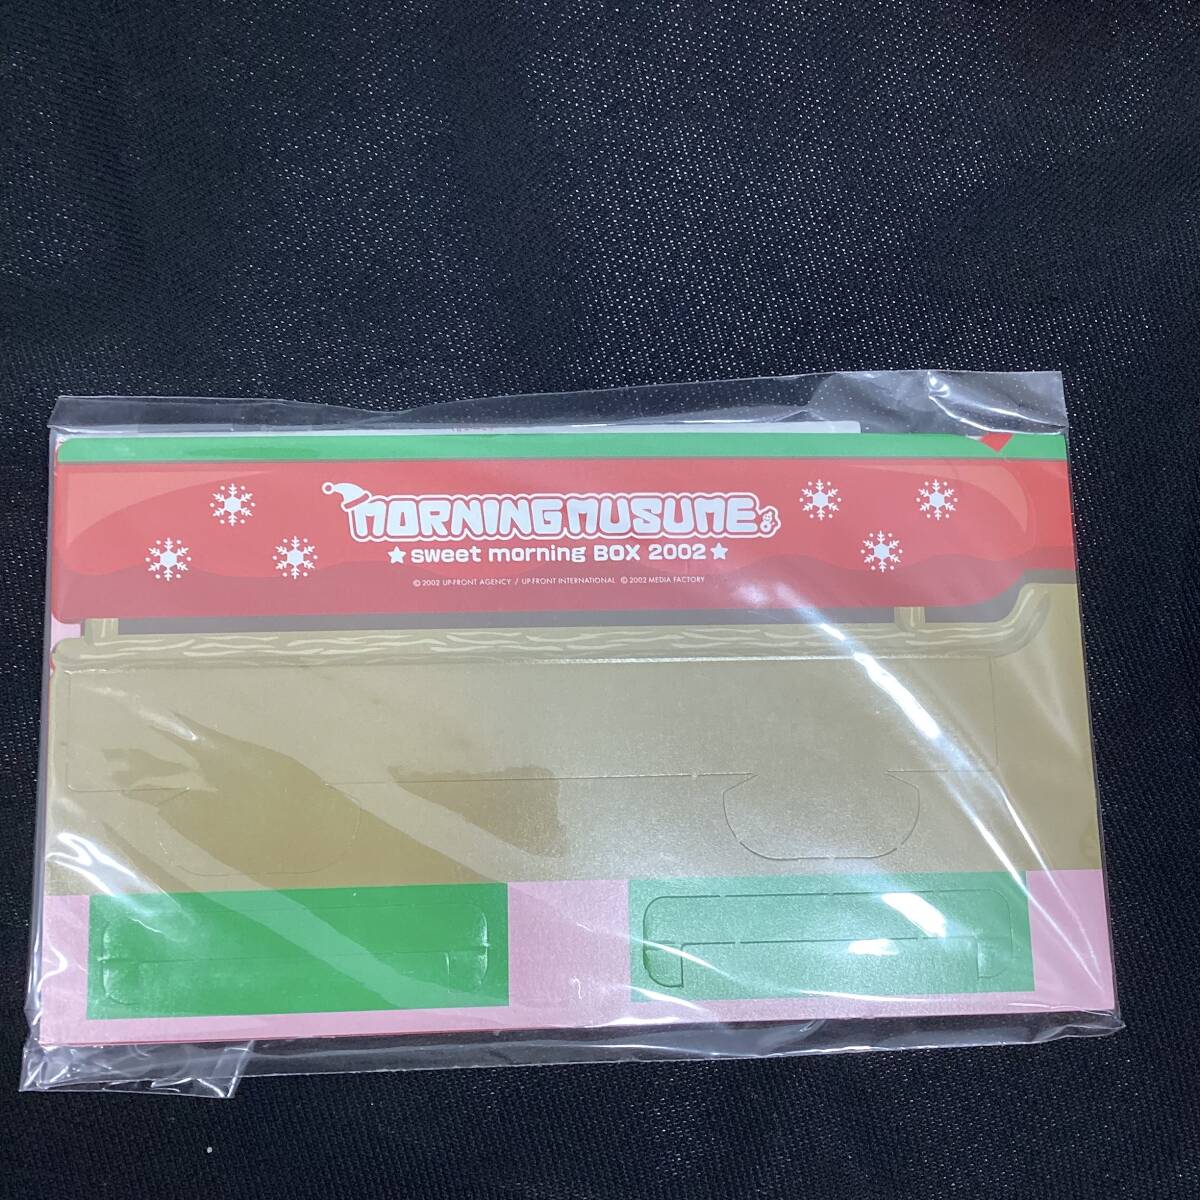 MORNING MUSUME。
★ sweet morning BOX 2002 ★
© 2002 UP-FRONT AGENCY / UP-FRONT INTERNATIONAL © 2002 MEDIA FACTORY